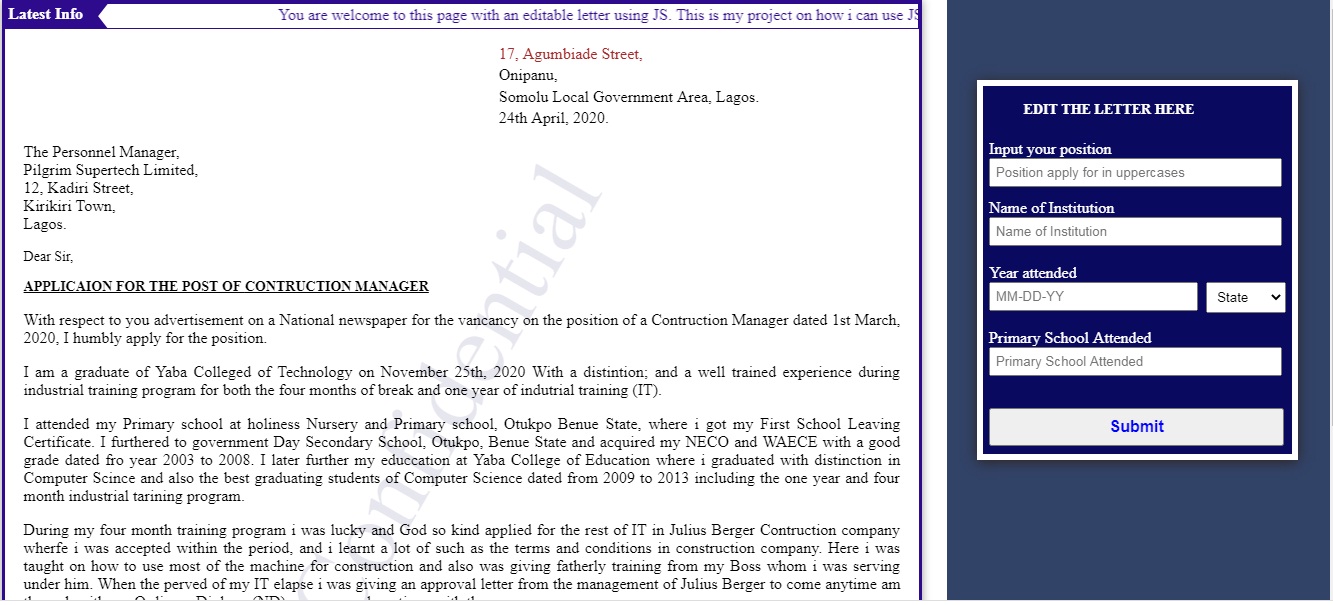 Latest Info
You are welcome to this page with an editable letter using JS. This is my project on how i can use JS
17, Agumbiade Street,
Onipanu,
Somolu Local Government Area, Lagos.
24th April, 2020.
The Personnel Manager,
Pilgrim Supertech Limited,
12, Kadiri Street,
Kirikiri Town,
Lagos.
Dear Sir,
APPLICAION FOR THE POST OF CONTRUCTION MANAGER
With respect to you advertisement on a National newspaper for the vancancy on the position of a Contruction Manager dated 1st March,
2020, I humbly apply for the position.
I am a graduate of Yaba Colleged of Technology on November 25th, 2020 With a distintion; and a well trained experience during
industrial training program for both the four months of break and one year of indutrial training (IT).
I attended my Primary school at holiness Nursery and Primary school, Otukpo Benue State, where i got my First School Leaving
Certificate. I furthered to government Day Secondary School, Otukpo, Benue State and acquired my NECO and WAECE with a good
grade dated fro year 2003 to 2008. I later further my educcation at Yaba College of Education where i graduated with distinction in
Computer Scince and also the best graduating students of Computer Science dated from 2009 to 2013 including the one year and four
month industrial tarining program.
During my four month training program i was lucky and God so kind applied for the rest of IT in Julius Berger Contruction company
wherfe i was accepted within the period, and i learnt a lot of such as the terms and conditions in construction company. Here i was
taught on how to use most of the machine for construction and also was giving fatherly training from my Boss whom i was serving
under him. When the perved of my IT elapse i was giving an approval letter from the management of Julius Berger to come anytime am
Confidential
EDIT THE LETTER HERE
Input your position
Position apply for in uppercases
Name of Institution
Name of Institution
Year attended
MM-DD-YY
State
Primary School Attended
Primary School Attended
Submit